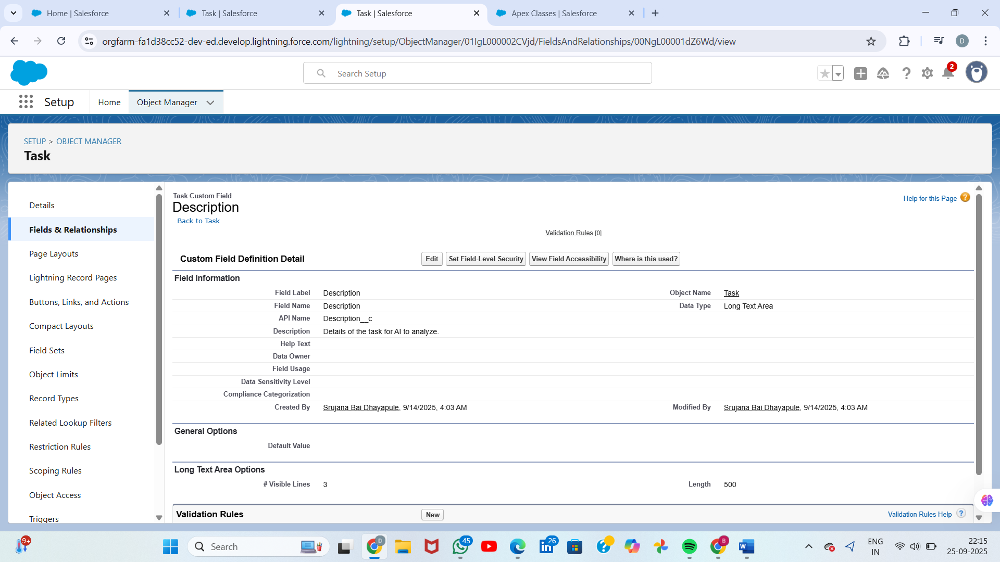 Home | Salesforce
Task | Salesforce
Task | Salesforce
Apex Classes | Salesforce
orgfarm-fa1d38cc52-dev-ed.develop.lightning.force.com/lightning/setup/ObjectManager/01IgL000002CVjd/FieldsAndRelationships/00NgL00001dZ6Wd/view
D
Search Setup
2
Setup
Home
Object Manager
SETUP > OBJECT MANAGER
Task
Details
Fields & Relationships
Page Layouts
Lightning Record Pages
Buttons, Links, and Actions
Compact Layouts
Field Sets
Object Limits
Record Types
Related Lookup Filters
Restriction Rules
Scoping Rules
Object Access
Triggers
Task Custom Field
Description
Back to Task
Help for this Page ?
Validation Rules [0]
Custom Field Definition Detail
Edit Set Field-Level Security View Field Accessibility Where is this used?
Field Information
Field Label Description Object Name Task
Field Name Description Data Type Long Text Area
API Name Description__c
Description Details of the task for AI to analyze.
Help Text
Data Owner
Field Usage
Data Sensitivity Level
Compliance Categorization
Created By Srujana Bai Dhayapule, 9/14/2025, 4:03 AM Modified By Srujana Bai Dhayapule, 9/14/2025, 4:03 AM
General Options
Default Value
Long Text Area Options
# Visible Lines 3 Length 500
Validation Rules New Validation Rules Help ?
9+
Search
D
45
26
B
W
ENG
IN
22:15
25-09-2025